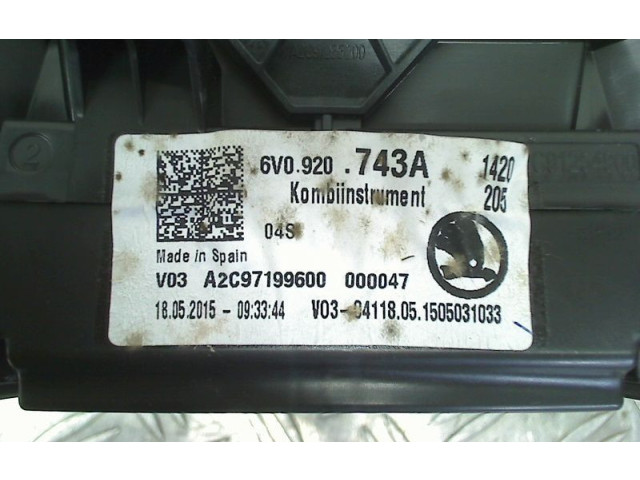 6V0.920 .743A 1420
Kombiinstrument 205
04S
Made in Spain
V03 A2C97199600 000047
18.05.2015 - 09:33:44 V03- 04118.05.1505031033
2